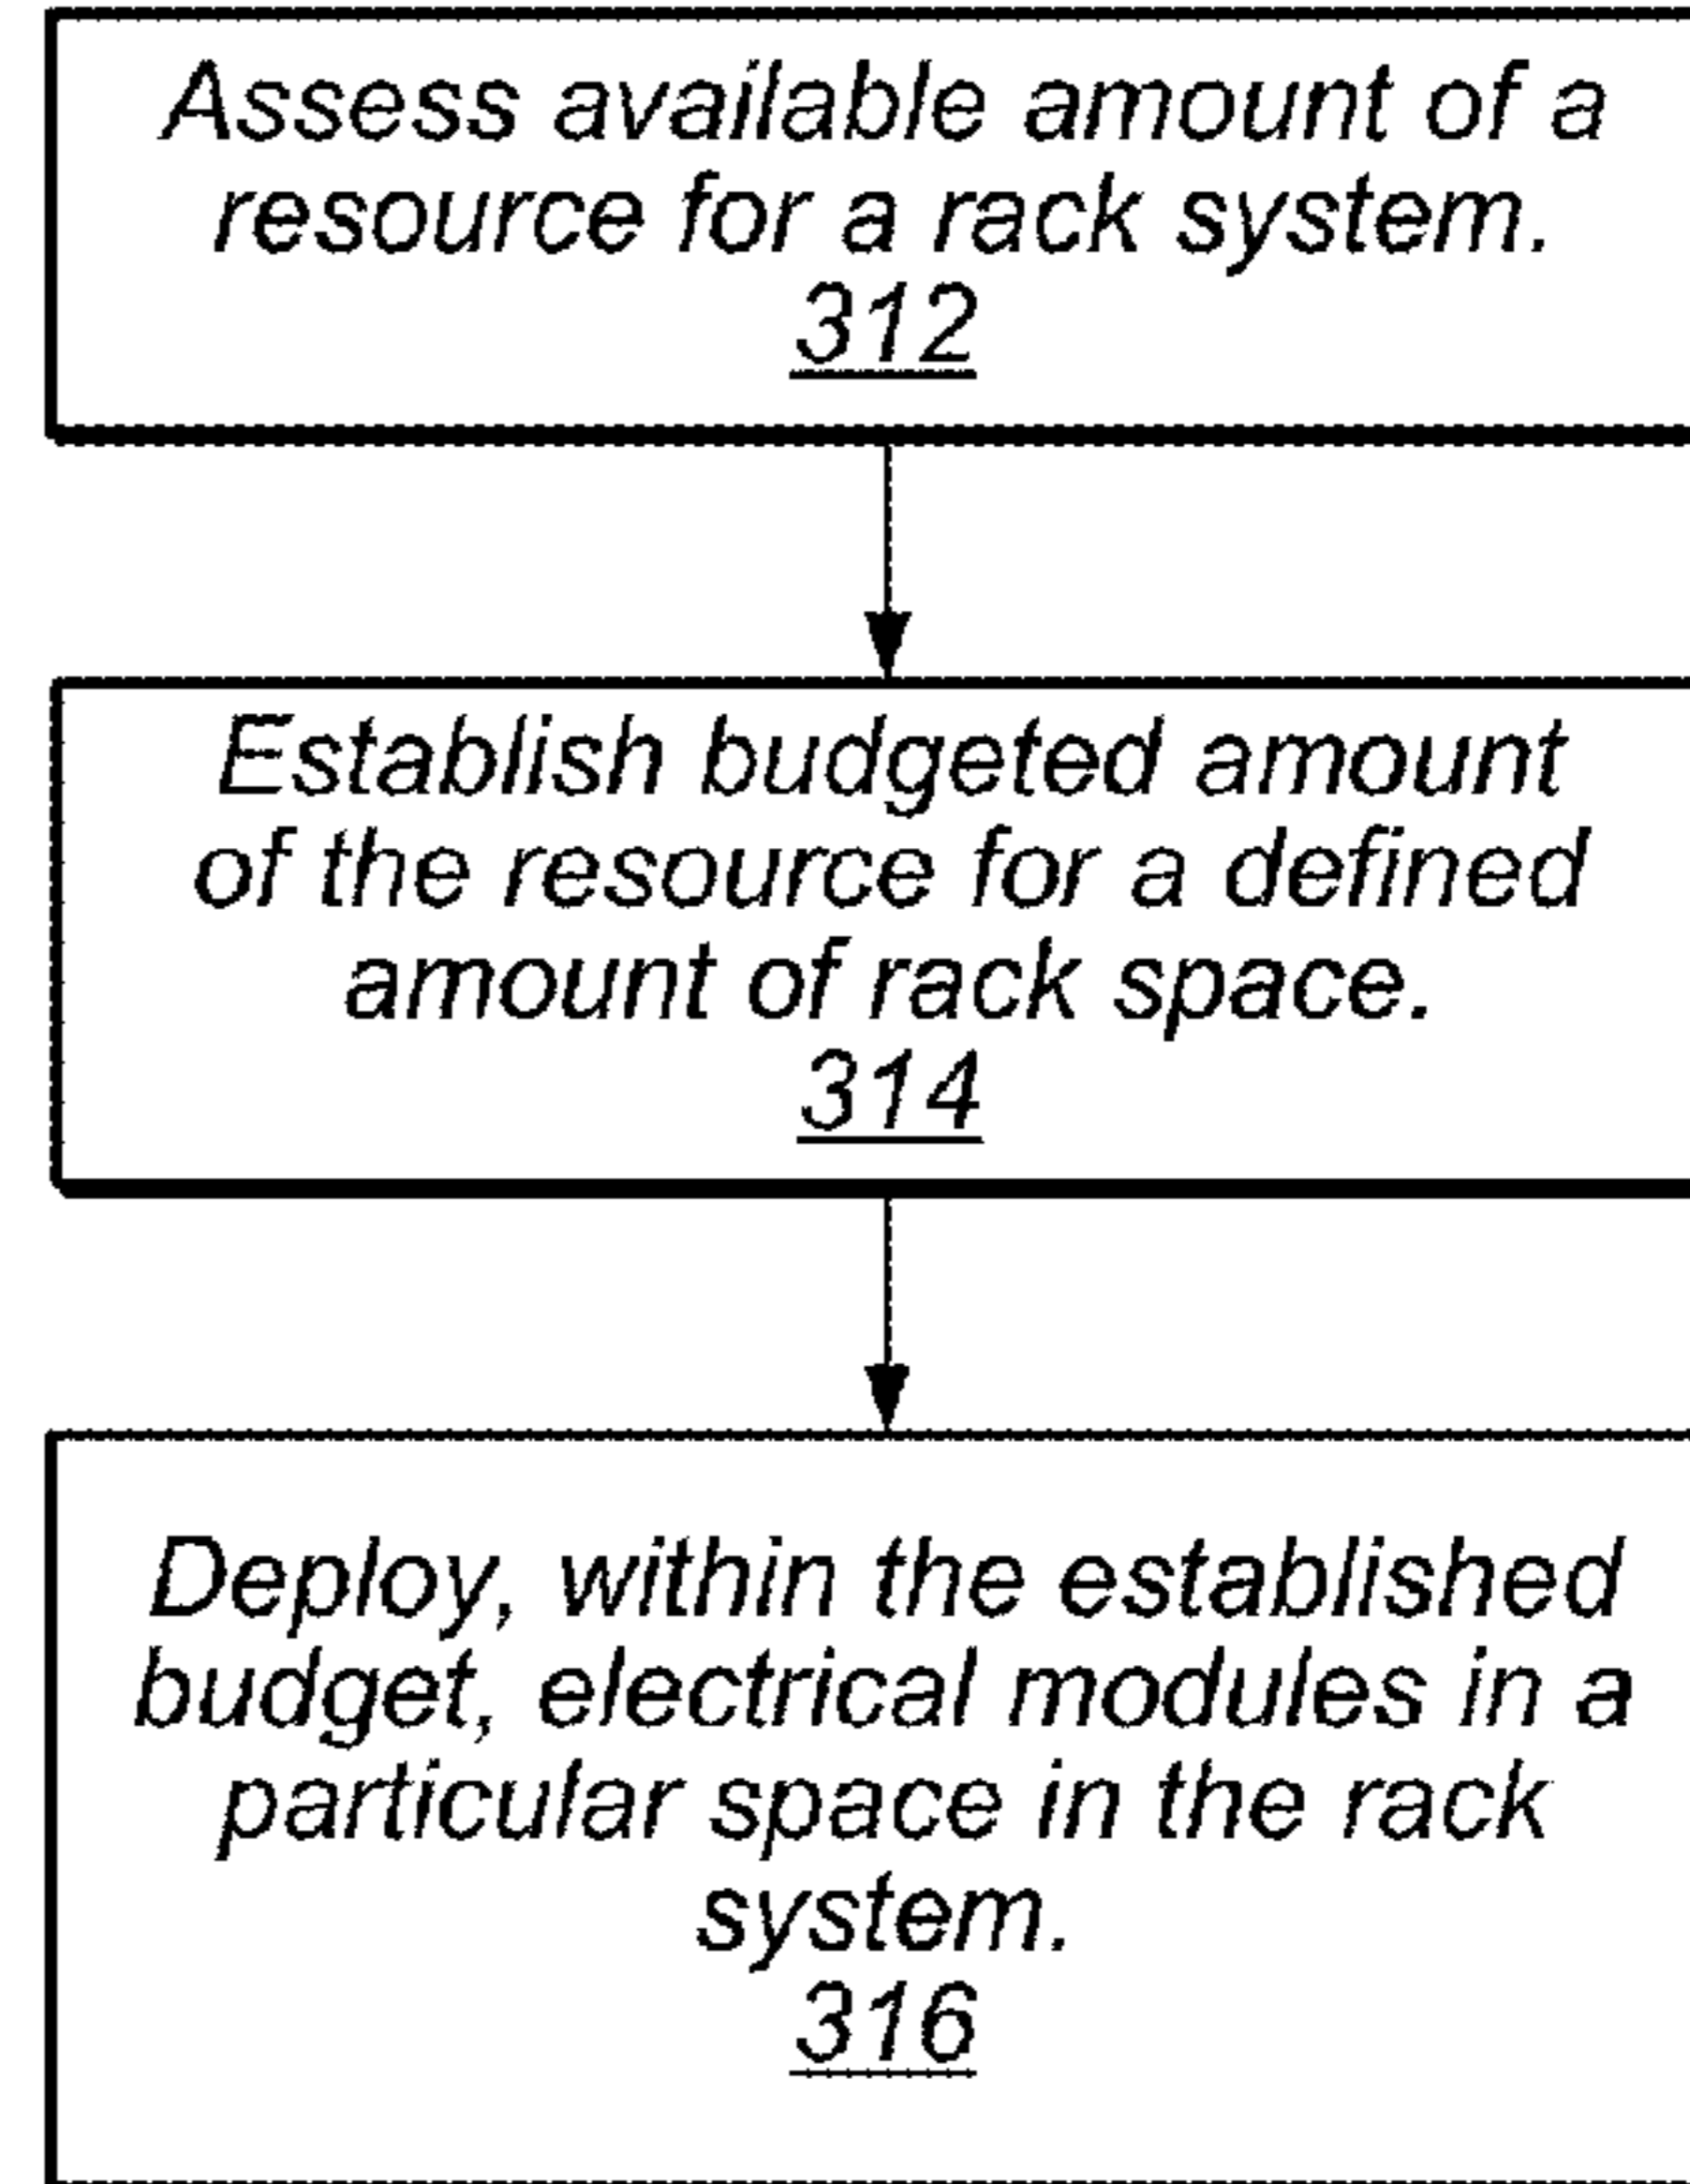 Assess available amount of a
resource for a rack system.
312
Establish budgeted amount
of the resource for a defined
amount of rack space.
314
Deploy, within the established
budget, electrical modules in a
particular space in the rack
system.
316